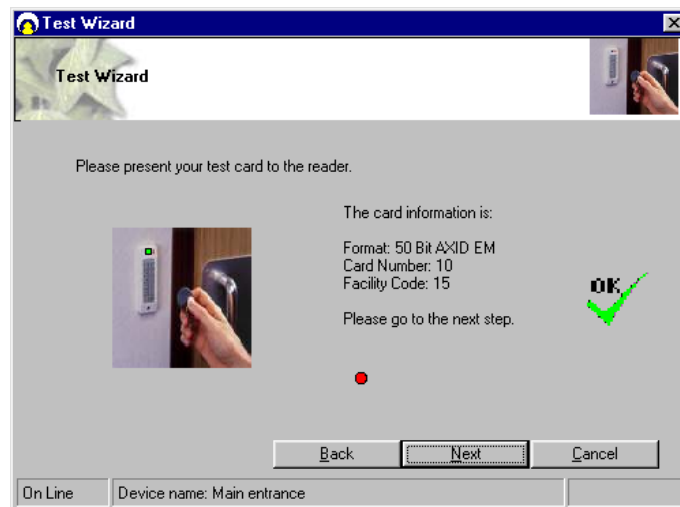 Test Wizard
Test Wizard
Please present your test card to the reader.
The card information is:
Format: 50 Bit AXID EM
Card Number: 10
Facility Code: 15
OK
Please go to the next step.
Back
Next
Cancel
On Line
Device name: Main entrance